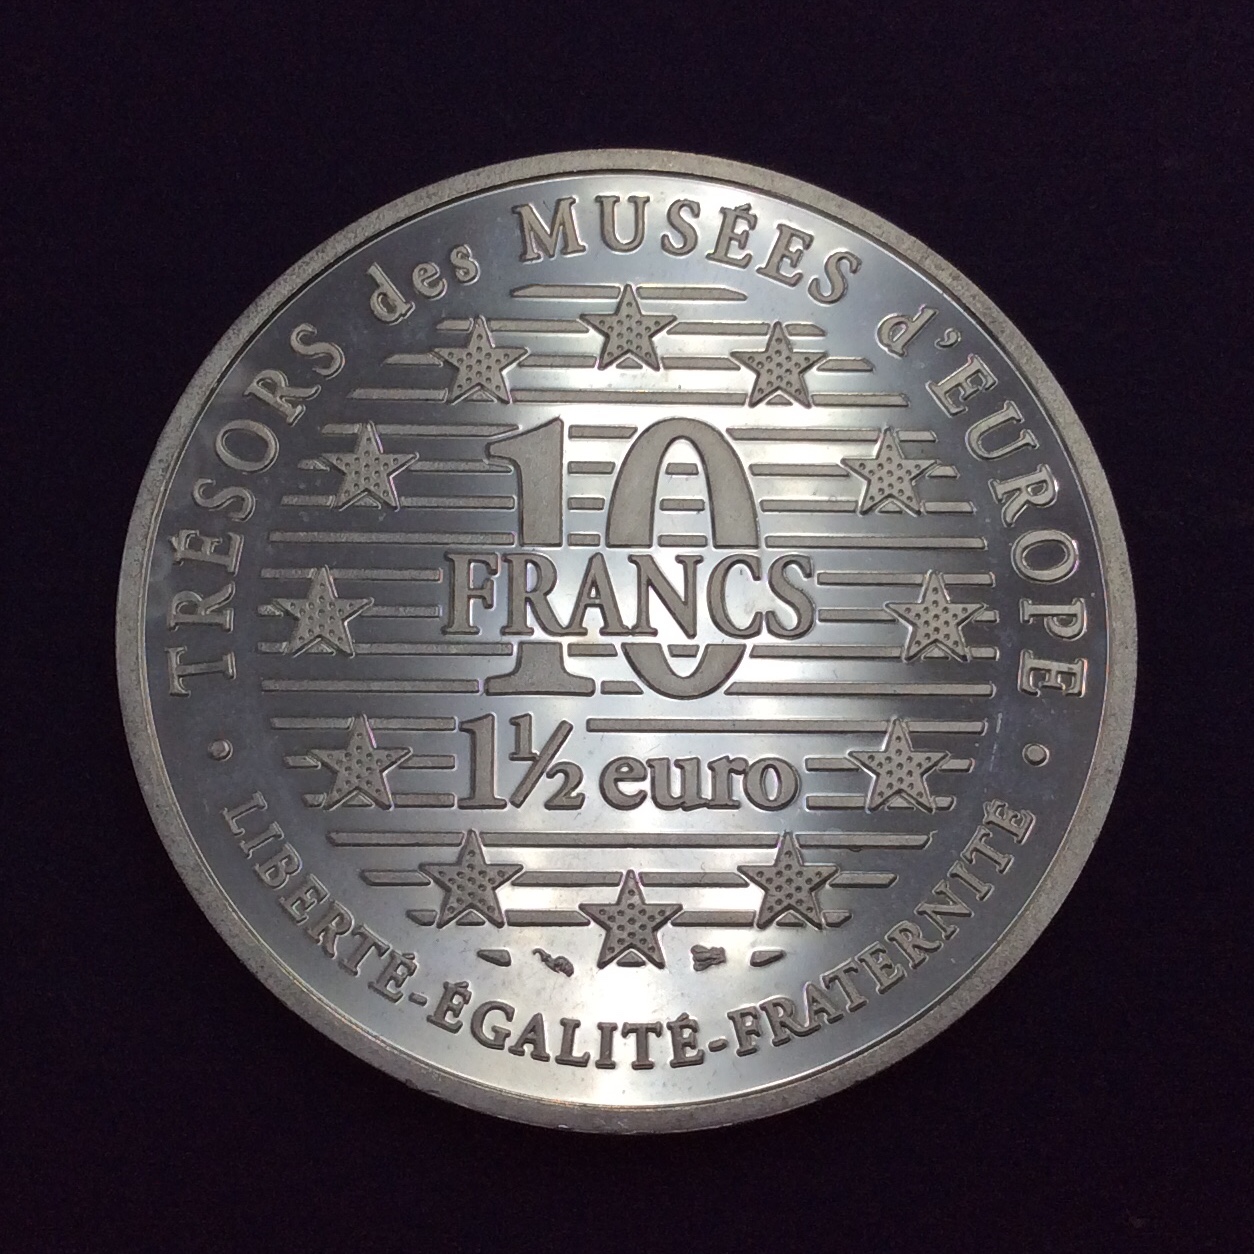 TRÉSORS des MUSÉES d'EUROPE
10
FRANCS
1½ euro
LIBERTÉ-ÉGALITÉ-FRATERNITÉ